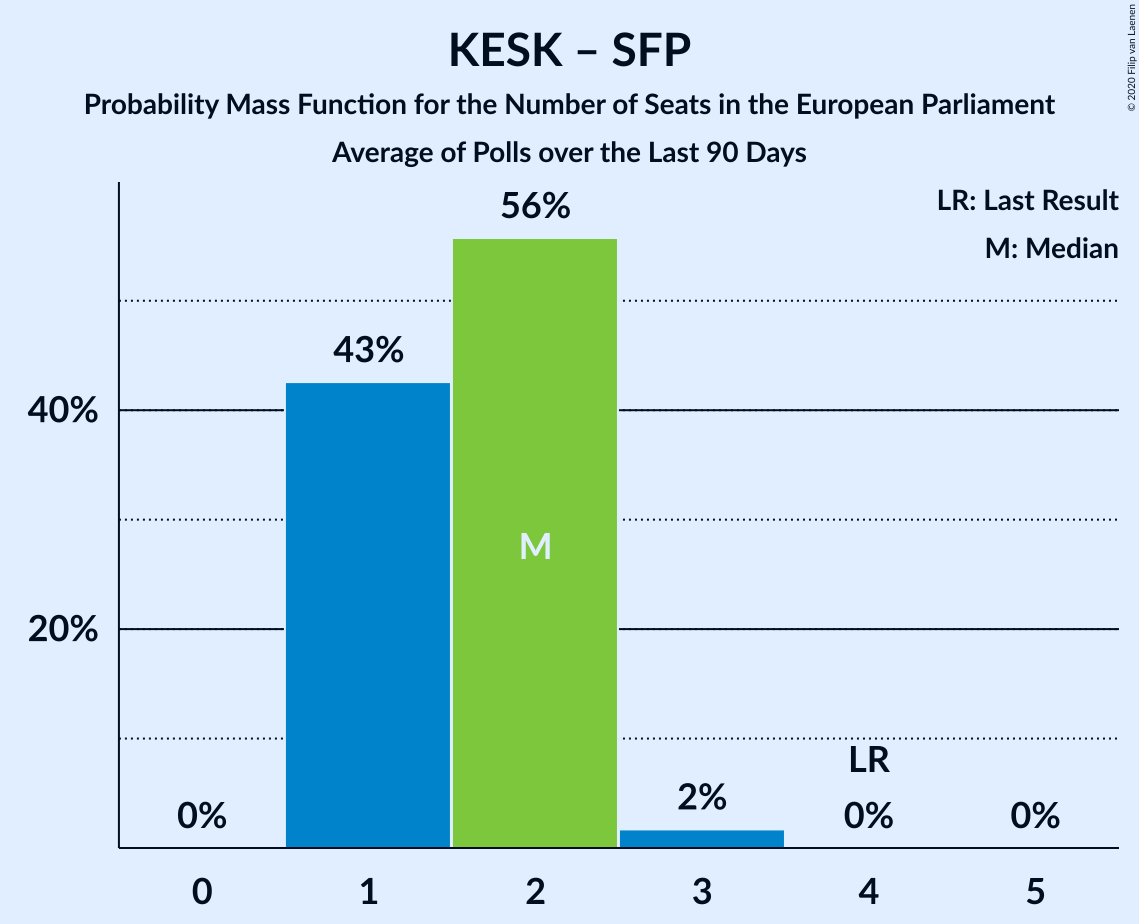 KESK – SFP
Probability Mass Function for the Number of Seats in the European Parliament
Average of Polls over the Last 90 Days
© 2020 Filip van Laenen
LR: Last Result
M: Median
56%
43%
40%
M
20%
LR
0%
2%
0%
0%
0 1 2 3 4 5